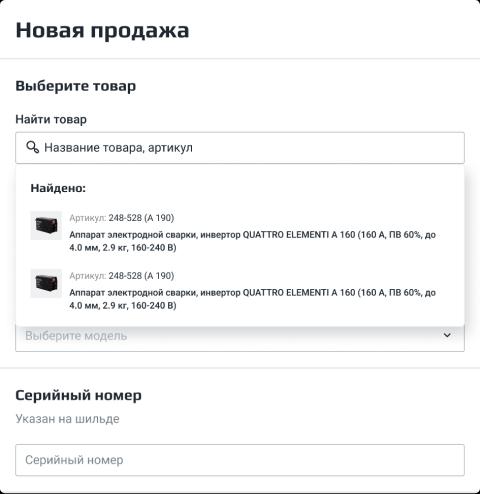 Новая продажа
Выберите товар
Найти товар
Название товара, артикул
Найдено:
Артикул: 248-528 (А 190)
Аппарат электродной сварки, инвертор QUATTRO ELEMENTI A 160 (160 А, ПВ 60%, до
4.0 мм, 2.9 кг, 160-240 В)
Артикул: 248-528 (А 190)
Аппарат электродной сварки, инвертор QUATTRO ELEMENTI A 160 (160 А, ПВ 60%, до
4.0 мм, 2.9 кг, 160-240 В)
Выберите модель
Серийный номер
Указан на шильде
Серийный номер